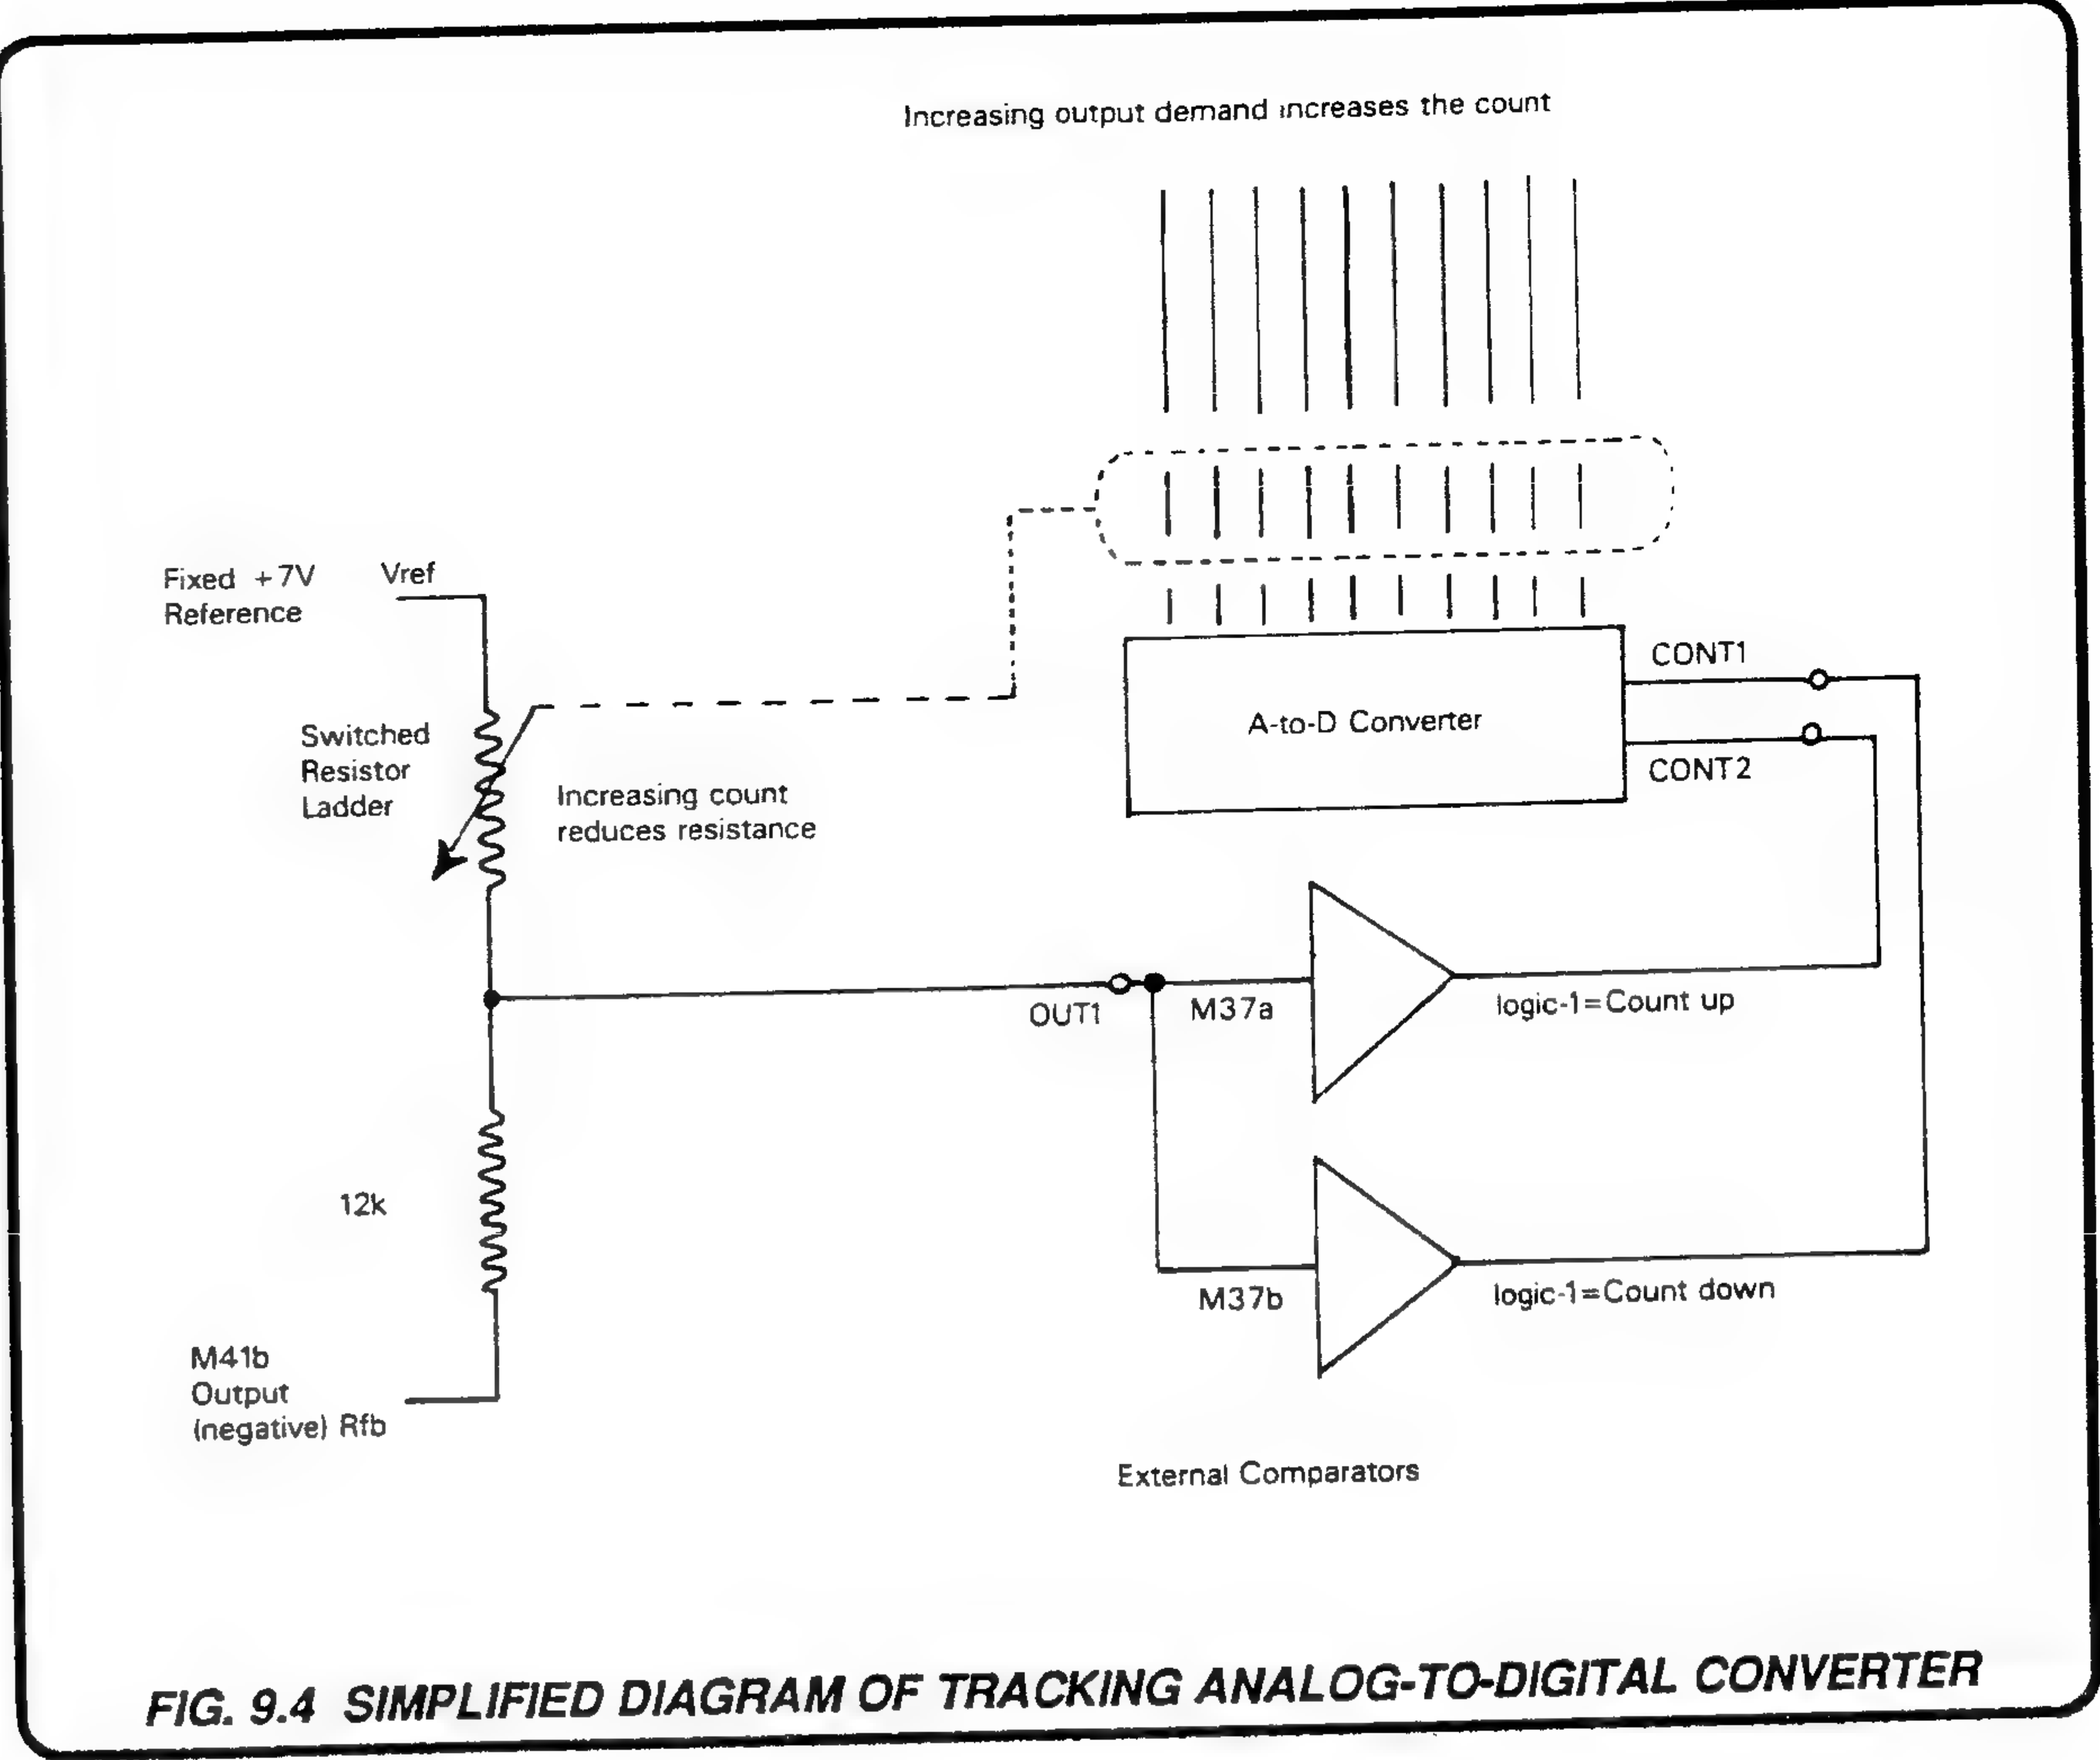 Increasing output demand increases the count
Fixed +7V
Reference
Vref
Switched
Resistor
Ladder
Increasing count
reduces resistance
A-to-D Converter
CONT1
CONT2
OUT1
M37a
logic-1=Count up
12k
M37b
logic-1=Count down
M41b
Output
(negative) Rfb
External Comparators
FIG. 9.4 SIMPLIFIED DIAGRAM OF TRACKING ANALOG-TO-DIGITAL CONVERTER